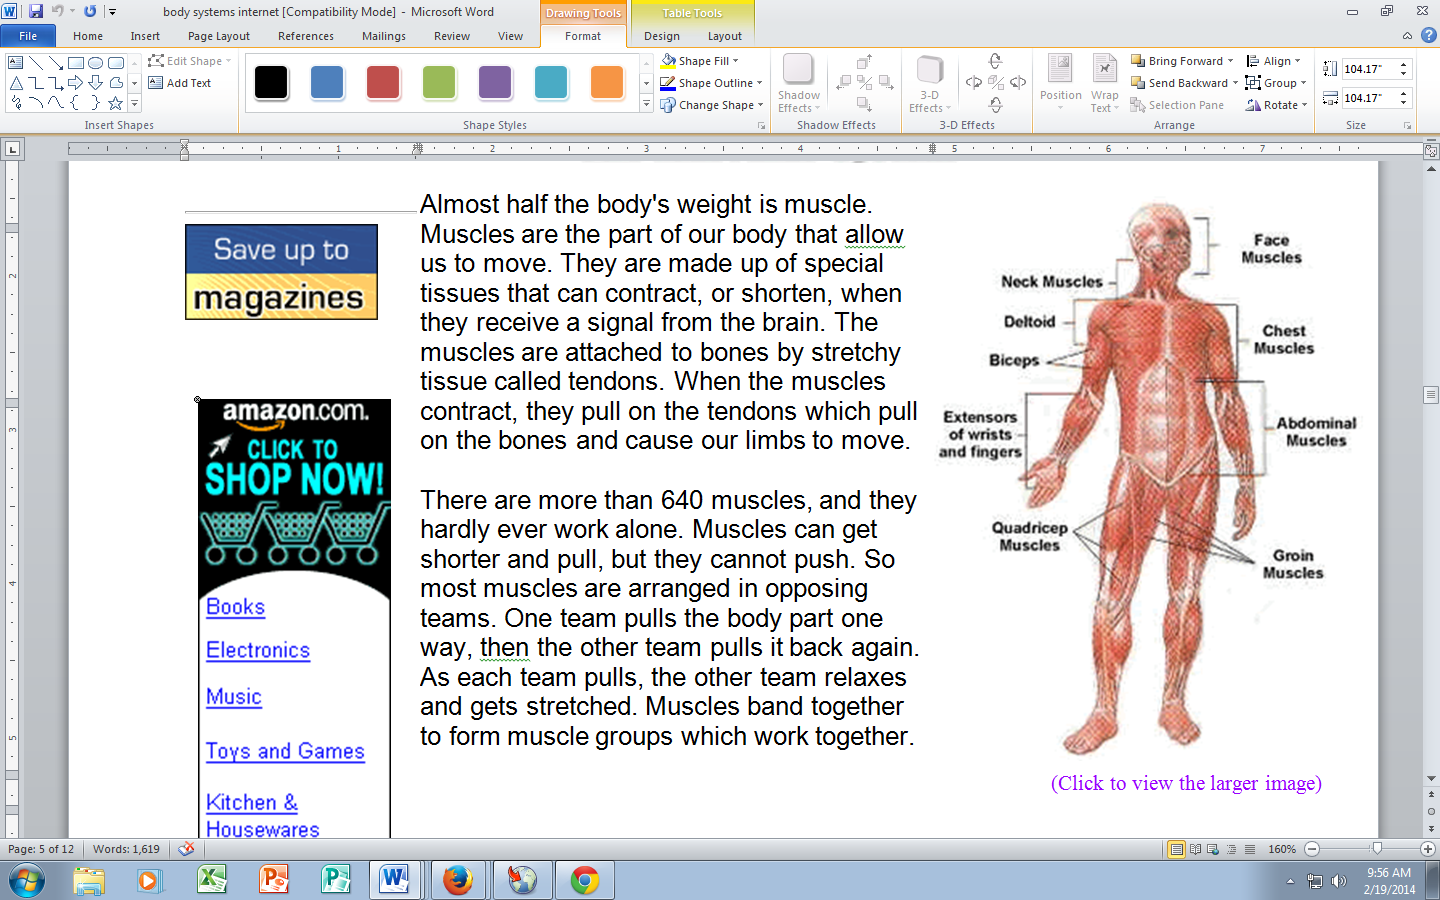 body systems internet [Compatibility Mode] - Microsoft Word
Drawing Tools
Table Tools
File Home Insert Page Layout References Mailings Review View Format Design Layout
Edit Shape
Add Text
Insert Shapes
Shape Styles
Shape Fill
Shape Outline
Change Shape
Shadow Effects
Shadow Effects
3-D Effects
3-D Effects
Position
Wrap Text
Bring Forward
Send Backward
Selection Pane
Align
Group
Rotate
Arrange
104.17"
104.17"
Size
1 2 3 4 5 6 7
2
3
4
5
Save up to
magazines
amazon.com.
CLICK TO
SHOP NOW!
Books
Electronics
Music
Toys and Games
Kitchen &
Housewares
Almost half the body's weight is muscle.
Muscles are the part of our body that allow
us to move. They are made up of special
tissues that can contract, or shorten, when
they receive a signal from the brain. The
muscles are attached to bones by stretchy
tissue called tendons. When the muscles
contract, they pull on the tendons which pull
on the bones and cause our limbs to move.
There are more than 640 muscles, and they
hardly ever work alone. Muscles can get
shorter and pull, but they cannot push. So
most muscles are arranged in opposing
teams. One team pulls the body part one
way, then the other team pulls it back again.
As each team pulls, the other team relaxes
and gets stretched. Muscles band together
to form muscle groups which work together.
Face
Muscles
Neck Muscles
Deltoid
Chest
Muscles
Biceps
Extensors
of wrists
and fingers
Abdominal
Muscles
Quadricep
Muscles
Groin
Muscles
(Click to view the larger image)
Page: 5 of 12 Words: 1,619
160%
9:56 AM
2/19/2014